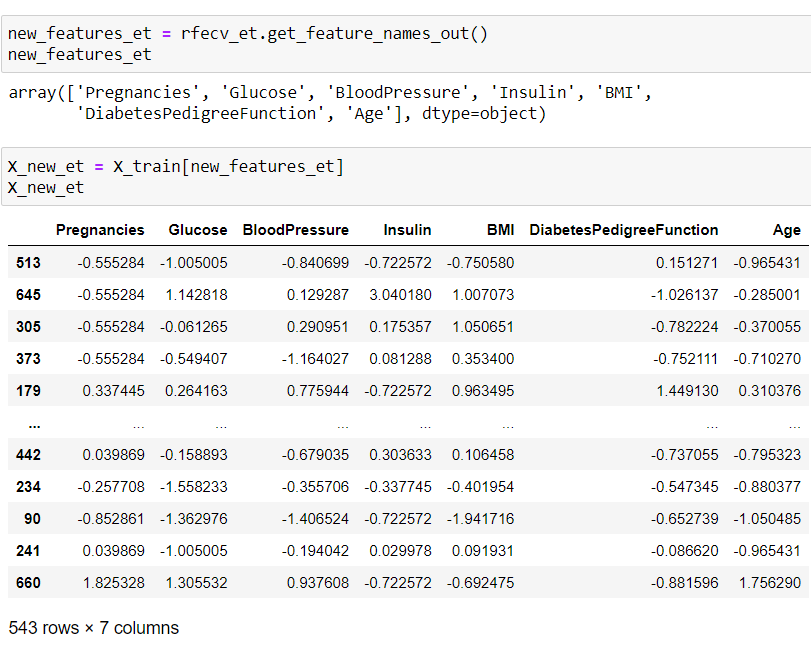 new_features_et = rfecv_et.get_feature_names_out()
new_features_et
array(['Pregnancies', 'Glucose', 'BloodPressure', 'Insulin', 'BMI',
'DiabetesPedigreeFunction', 'Age'], dtype=object)
X_new_et = X_train[new_features_et]
X_new_et
Pregnancies Glucose BloodPressure Insulin BMI DiabetesPedigreeFunction Age
513 -0.555284 -1.005005 -0.840699 -0.722572 -0.750580 0.151271 -0.965431
645 -0.555284 1.142818 0.129287 3.040180 1.007073 -1.026137 -0.285001
305 -0.555284 -0.061265 0.290951 0.175357 1.050651 -0.782224 -0.370055
373 -0.555284 -0.549407 -1.164027 0.081288 0.353400 -0.752111 -0.710270
179 0.337445 0.264163 0.775944 -0.722572 0.963495 1.449130 0.310376
... ... ... ... ... ... ... ...
442 0.039869 -0.158893 -0.679035 0.303633 0.106458 -0.737055 -0.795323
234 -0.257708 -1.558233 -0.355706 -0.337745 -0.401954 -0.547345 -0.880377
90 -0.852861 -1.362976 -1.406524 -0.722572 -1.941716 -0.652739 -1.050485
241 0.039869 -1.005005 -0.194042 0.029978 0.091931 -0.086620 -0.965431
660 1.825328 1.305532 0.937608 -0.722572 -0.692475 -0.881596 1.756290
543 rows × 7 columns